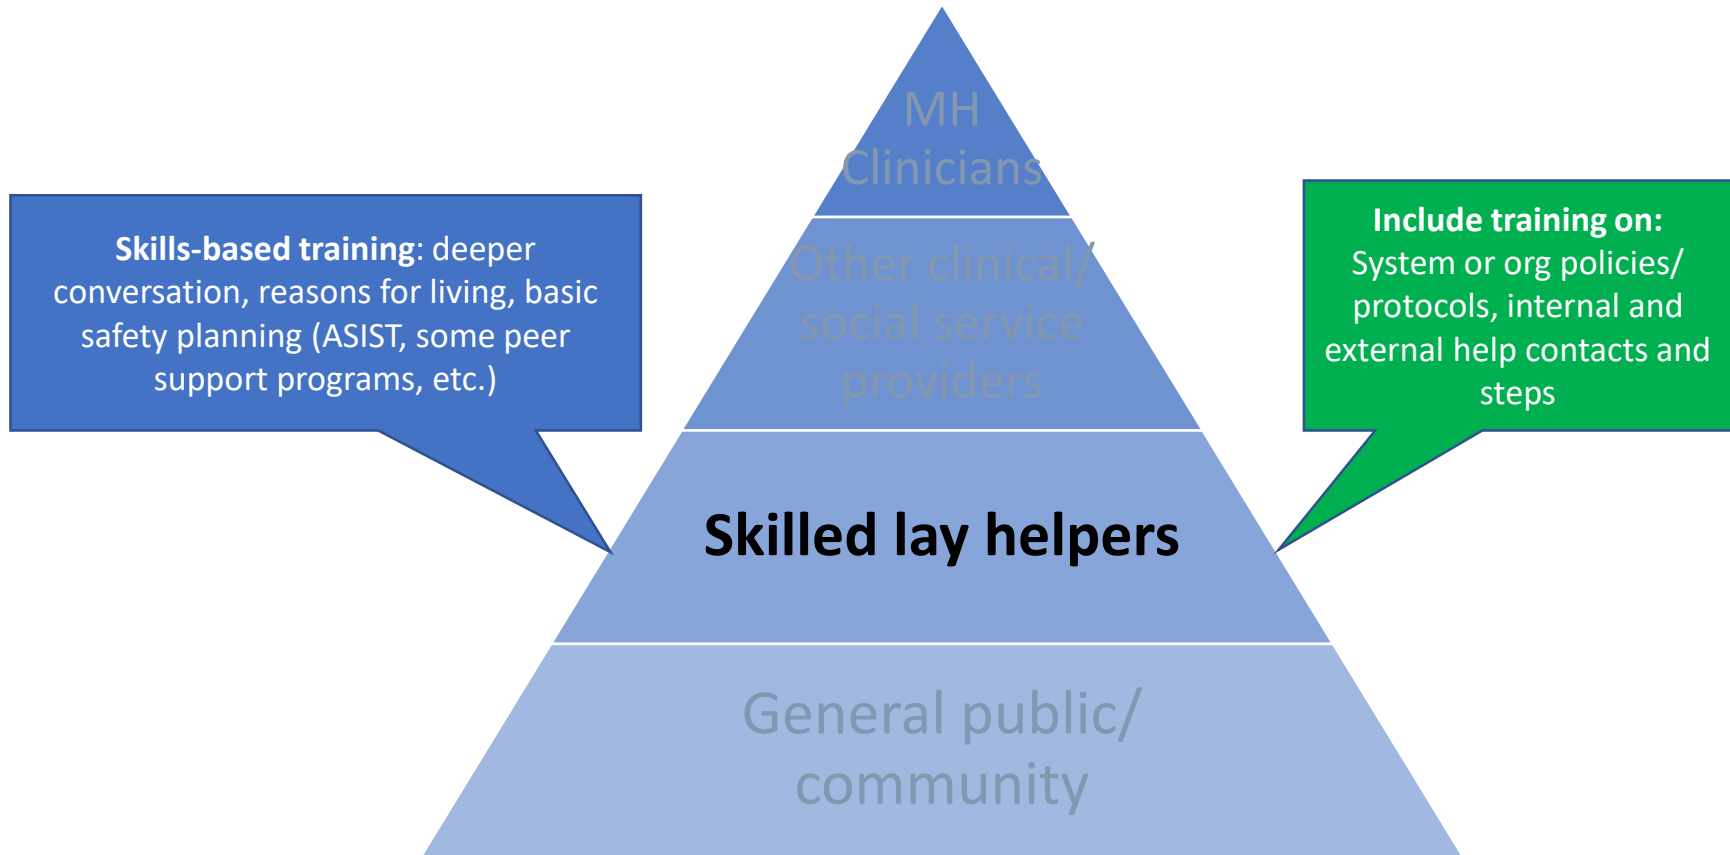 MH
Clinicians
Skills-based training: deeper
conversation, reasons for living, basic
safety planning (ASIST, some peer
support programs, etc.)
Include training on:
System or org policies/
protocols, internal and
external help contacts and
steps
Other clinical/
social service
providers
Skilled lay helpers
General public/
community